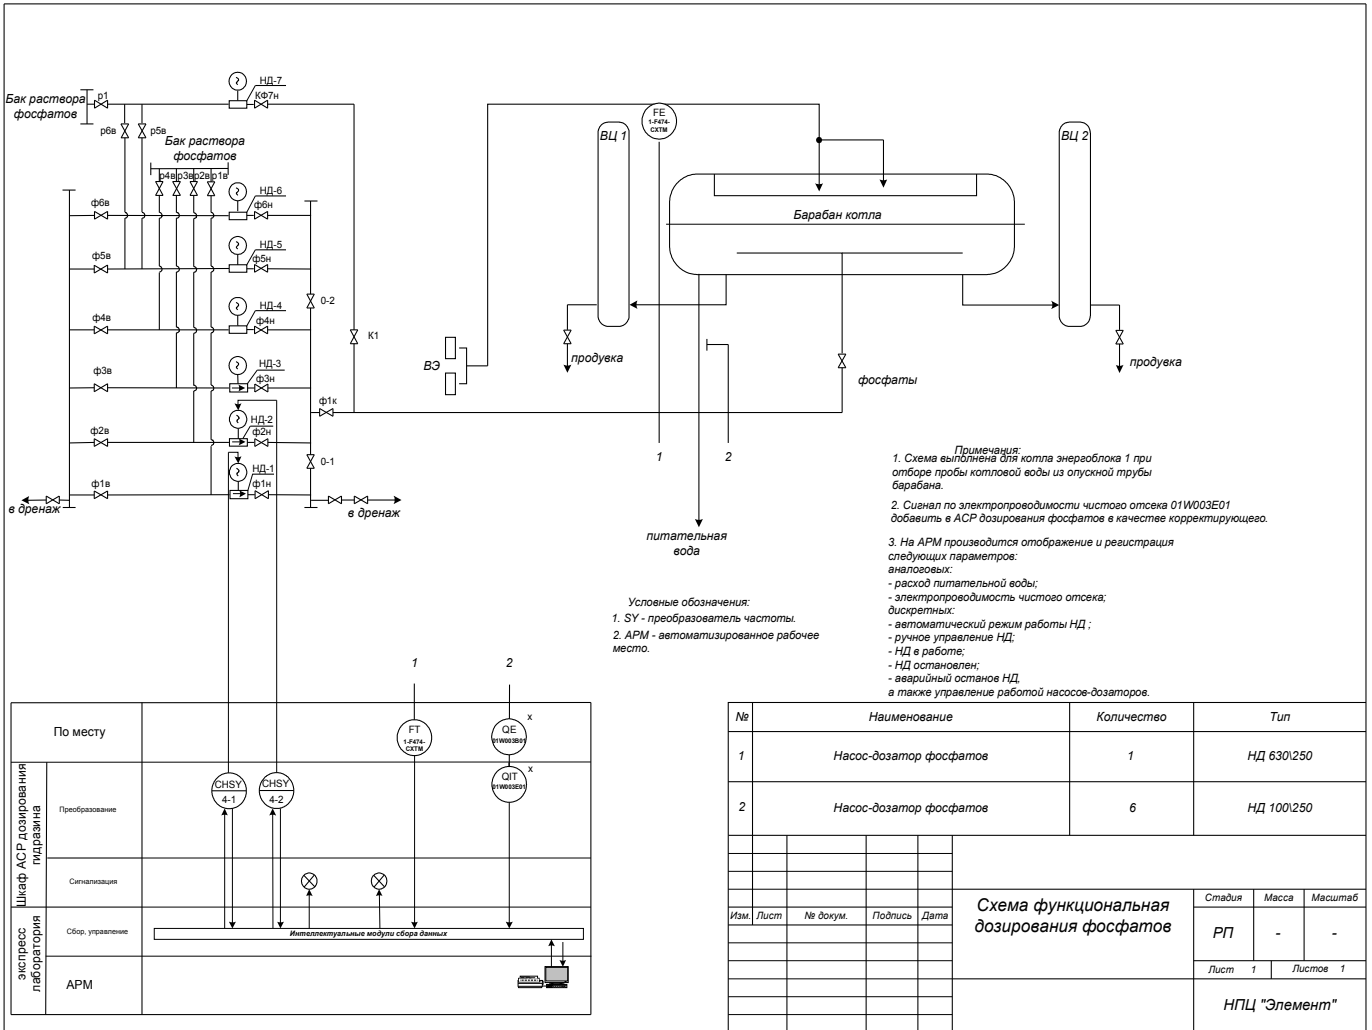 Бак раствора
фосфатов
р1
НД-7
КФ7н
р6в
р5в
Бак раствора
фосфатов
р4в
р3в
р2в
р1в
ф6в
НД-6
ф6н
ф5в
НД-5
ф5н
0-2
ф4в
НД-4
ф4н
К1
ф3в
НД-3
ф3н
ф1к
ф2в
НД-2
ф2н
0-1
ф1в
НД-1
ф1н
в дренаж
в дренаж
FE
1-F474-
СХТМ
ВЦ 1
ВЦ 2
Барабан котла
ВЭ
продувка
продувка
фосфаты
1
2
питательная
вода
Примечания:
1. Схема выполнена для котла энергоблока 1 при
отборе пробы котловой воды из опускной трубы
барабана.
2. Сигнал по электропроводимости чистого отсека 01W003E01
добавить в АСР дозирования фосфатов в качестве корректирующего.
3. На АРМ производится отображение и регистрация
следующих параметров:
аналоговых:
- расход питательной воды;
- электропроводимость чистого отсека;
дискретных:
- автоматический режим работы НД ;
- ручное управление НД;
- НД в работе;
- НД остановлен;
- аварийный останов НД,
а также управление работой насосов-дозаторов.
Условные обозначения:
1. SY - преобразователь частоты.
2. АРМ - автоматизированное рабочее
место.
1
2
По месту
FT
1-F474-
СХТМ
QE
01W003B01
х
Шкаф АСР дозирования
гидразина
Преобразование
CHSY
4-1
CHSY
4-2
QIT
01W003E01
х
Сигнализация
экспресс
лаборатория
Сбор, управление
Интеллектуальные модули сбора данных
АРМ
№ Наименование Количество Тип
1 Насос-дозатор фосфатов 1 НД 630\250
2 Насос-дозатор фосфатов 6 НД 100\250
Изм. Лист № докум. Подпись Дата
Схема функциональная
дозирования фосфатов
Стадия Масса Масштаб
РП - -
Лист 1 Листов 1
НПЦ "Элемент"